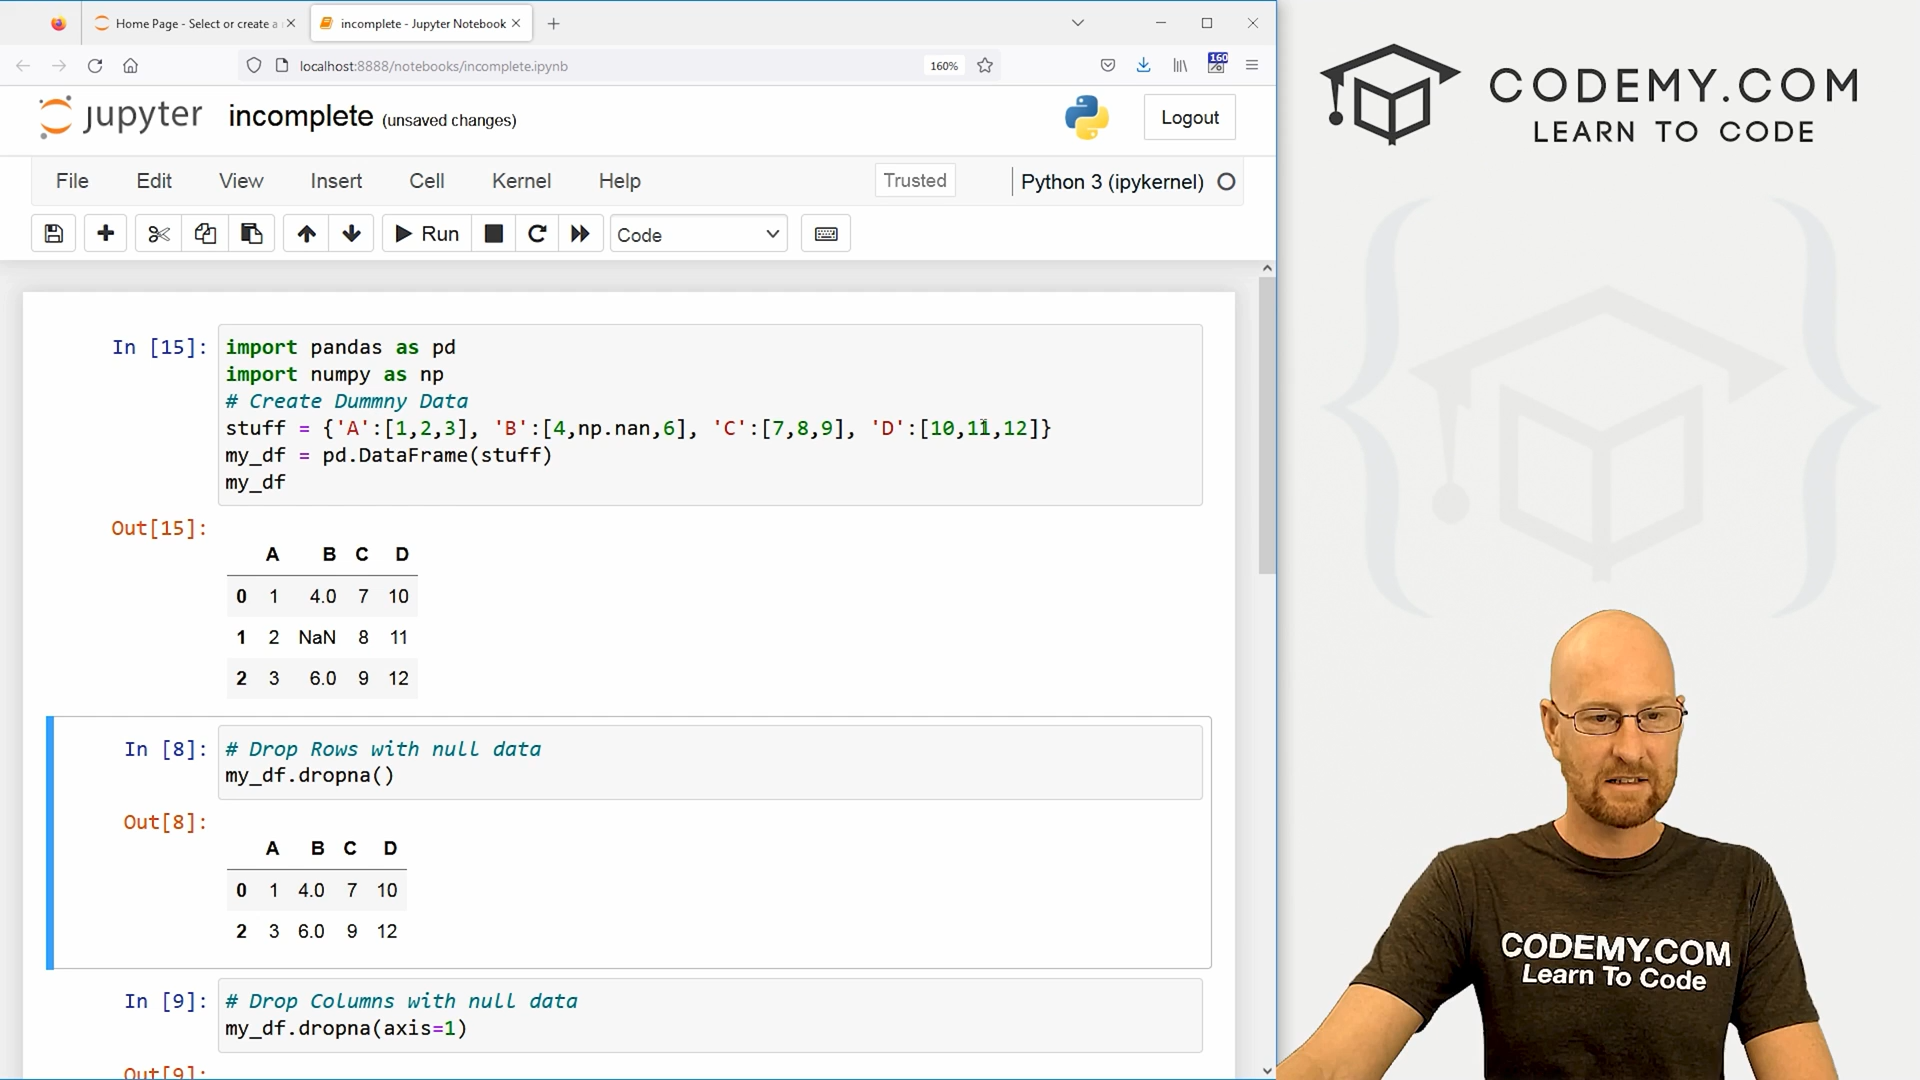 Home Page - Select or create a
incomplete - Jupyter Notebook
localhost:8888/notebooks/incomplete.ipynb
160%
160
jupyter incomplete (unsaved changes)
Logout
File Edit View Insert Cell Kernel Help
Trusted
Python 3 (ipykernel)
Run
Code
In [15]:
import pandas as pd
import numpy as np
# Create Dummny Data
stuff = {'A':[1,2,3], 'B':[4,np.nan,6], 'C':[7,8,9], 'D':[10,11,12]}
my_df = pd.DataFrame(stuff)
my_df
Out[15]:
A B C D
0 1 4.0 7 10
1 2 NaN 8 11
2 3 6.0 9 12
In [8]:
# Drop Rows with null data
my_df.dropna()
Out[8]:
A B C D
0 1 4.0 7 10
2 3 6.0 9 12
In [9]:
# Drop Columns with null data
my_df.dropna(axis=1)
Out[9]:
CODEMY.COM
LEARN TO CODE
CODEMY.COM
Learn To Code